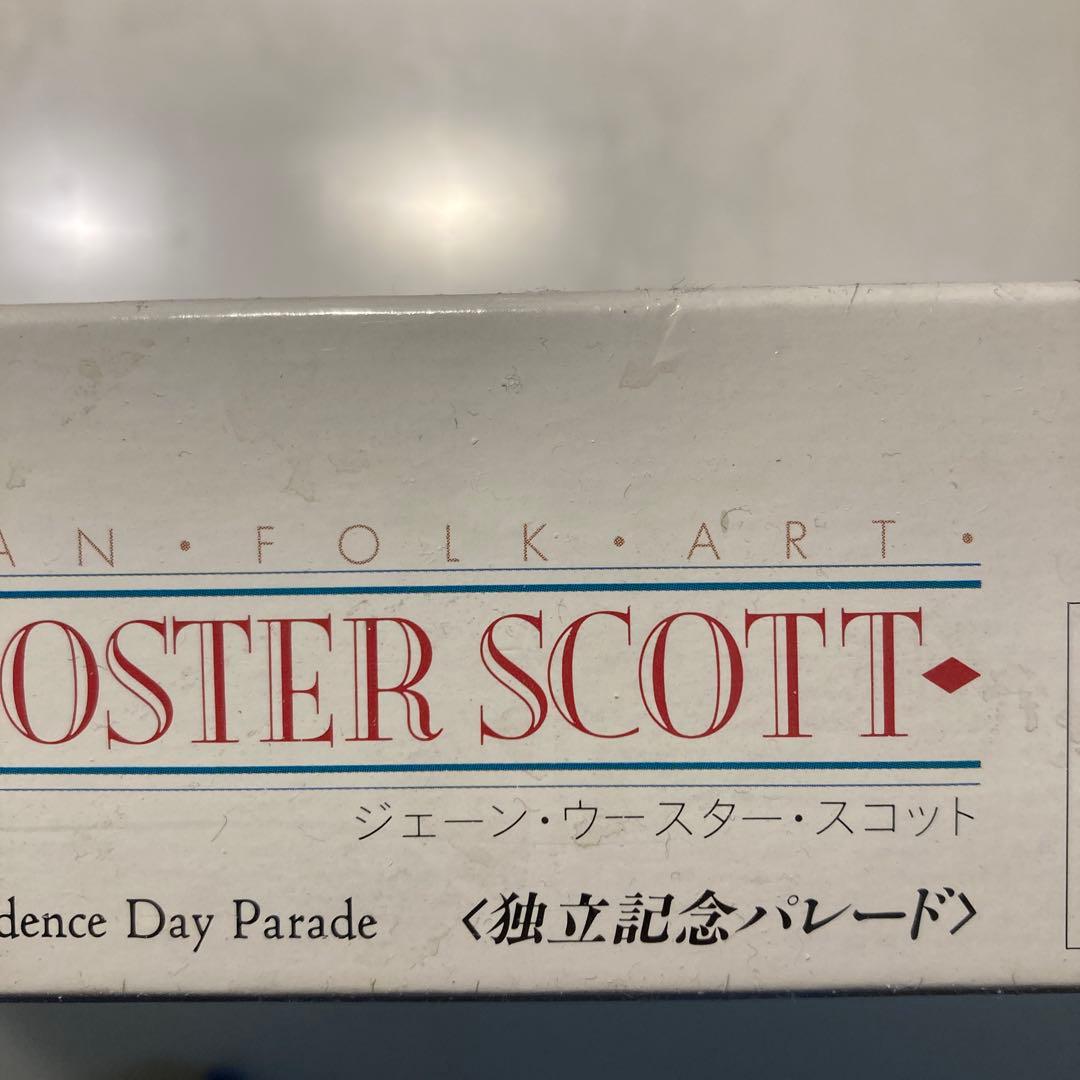 AN・FOLK・ART・
OSTER SCOTT◆
ジェーン・ウースター・スコット
dence Day Parade 〈独立記念パレード〉